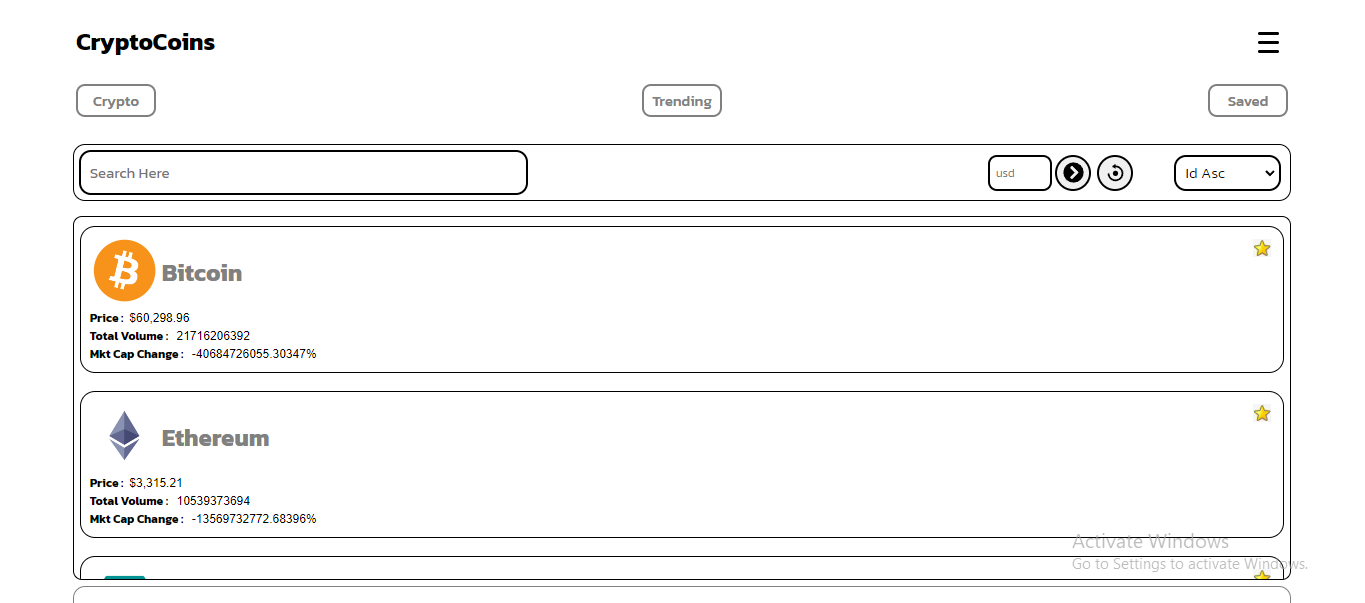 CryptoCoins
Crypto Trending Saved
Search Here usd Id Asc
Bitcoin
Price : $60,298.96
Total Volume : 21716206392
Mkt Cap Change : -40684726055.30347%
Ethereum
Price : $3,315.21
Total Volume : 10539373694
Mkt Cap Change : -13569732772.68396%
Activate Windows
Go to Settings to activate Windows.